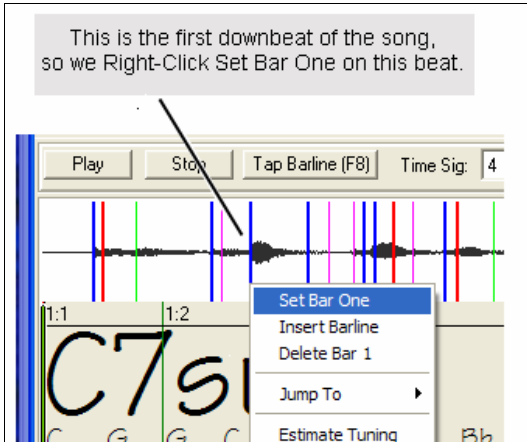 This is the first downbeat of the song,
so we Right-Click Set Bar One on this beat.
Play Stop Tap Barline (F8) Time Sig: 4
Set Bar One
1:1 1:2 Insert Barline
Delete Bar 1
C7s
Jump To
C G G C Estimate Tuning Bb